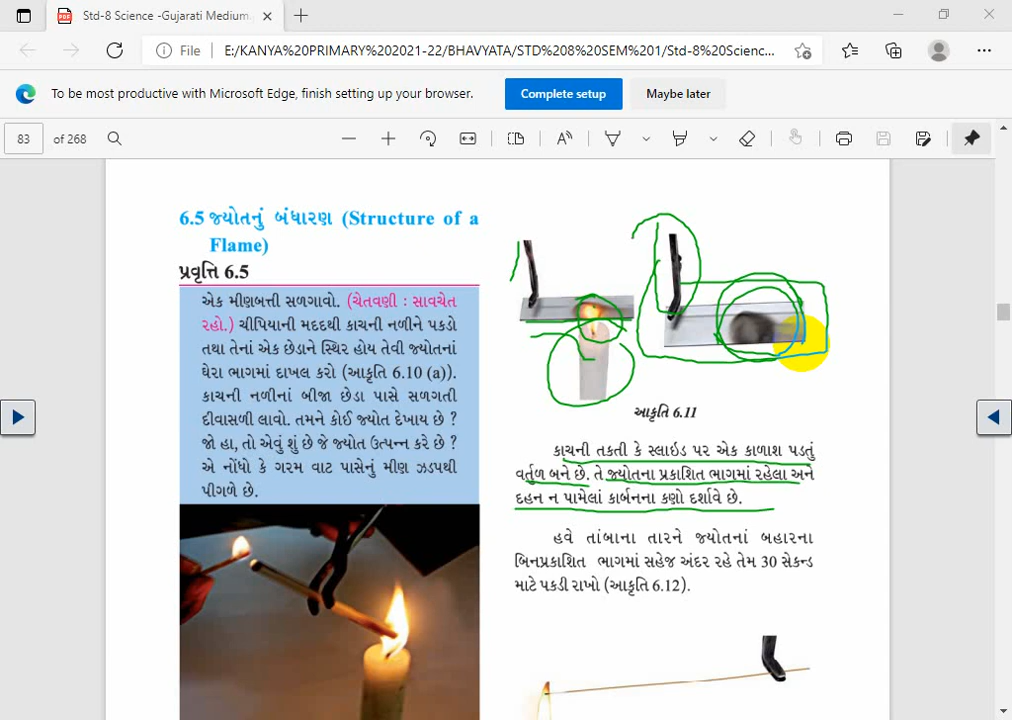 Std-8 Science -Gujarati Medium
File
E:/KANYA%20PRIMARY%202021-22/BHAVYATA/STD%208%20SEM%201/Std-8%20Scienc...
To be most productive with Microsoft Edge, finish setting up your browser.
Complete setup
Maybe later
83 of 268
6.5 જ્યોતનું બંધારણ (Structure of a
Flame)
પ્રવૃત્તિ 6.5
એક મીણબત્તી સળગાવો. (ચેતવણી : સાવચેત
રહો.) ચીપિયાની મદદથી કાચની નળીને પકડો
તથા તેનાં એક છેડાને સ્થિર હોય તેવી જ્યોતનાં
ઘેરા ભાગમાં દાખલ કરો (આકૃતિ 6.10 (a)).
કાચની નળીનાં બીજા છેડા પાસે સળગતી
દીવાસળી લાવો. તમને કોઈ જ્યોત દેખાય છે ?
જો હા, તો એવું શું છે જે જ્યોત ઉત્પન્ન કરે છે ?
એ નોંધો કે ગરમ વાટ પાસેનું મીણ ઝડપથી
પીગળે છે.
આકૃતિ 6.11
કાચની તકતી કે સ્લાઇડ પર એક કાળાશ પડતું
વર્તુળ બને છે. તે જ્યોતના પ્રકાશિત ભાગમાં રહેલા અને
દહન ન પામેલાં કાર્બનના કણો દર્શાવે છે.
હવે તાંબાના તારને જ્યોતનાં બહારના
બિનપ્રકાશિત ભાગમાં સહેજ અંદર રહે તેમ 30 સેકન્ડ
માટે પકડી રાખો (આકૃતિ 6.12).